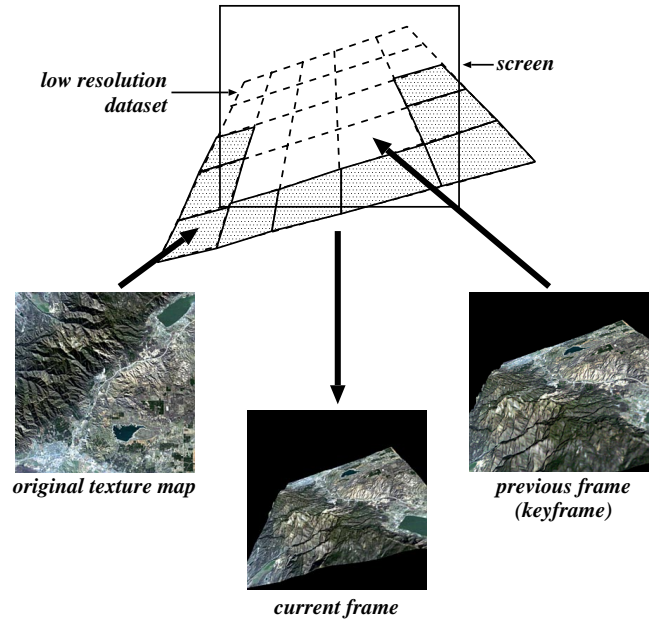 low resolution
dataset
screen
original texture map
previous frame
(keyframe)
current frame